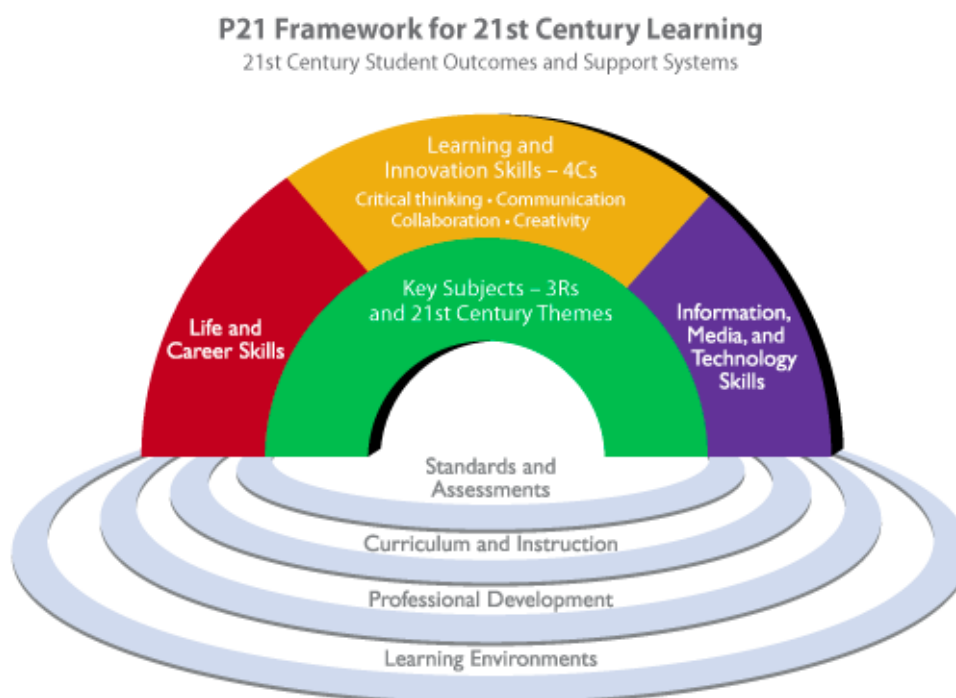 P21 Framework for 21st Century Learning
21st Century Student Outcomes and Support Systems
Learning and
Innovation Skills – 4Cs
Critical thinking • Communication
Collaboration • Creativity
Key Subjects – 3Rs
and 21st Century Themes
Life and
Career Skills
Information,
Media, and
Technology
Skills
Standards and
Assessments
Curriculum and Instruction
Professional Development
Learning Environments